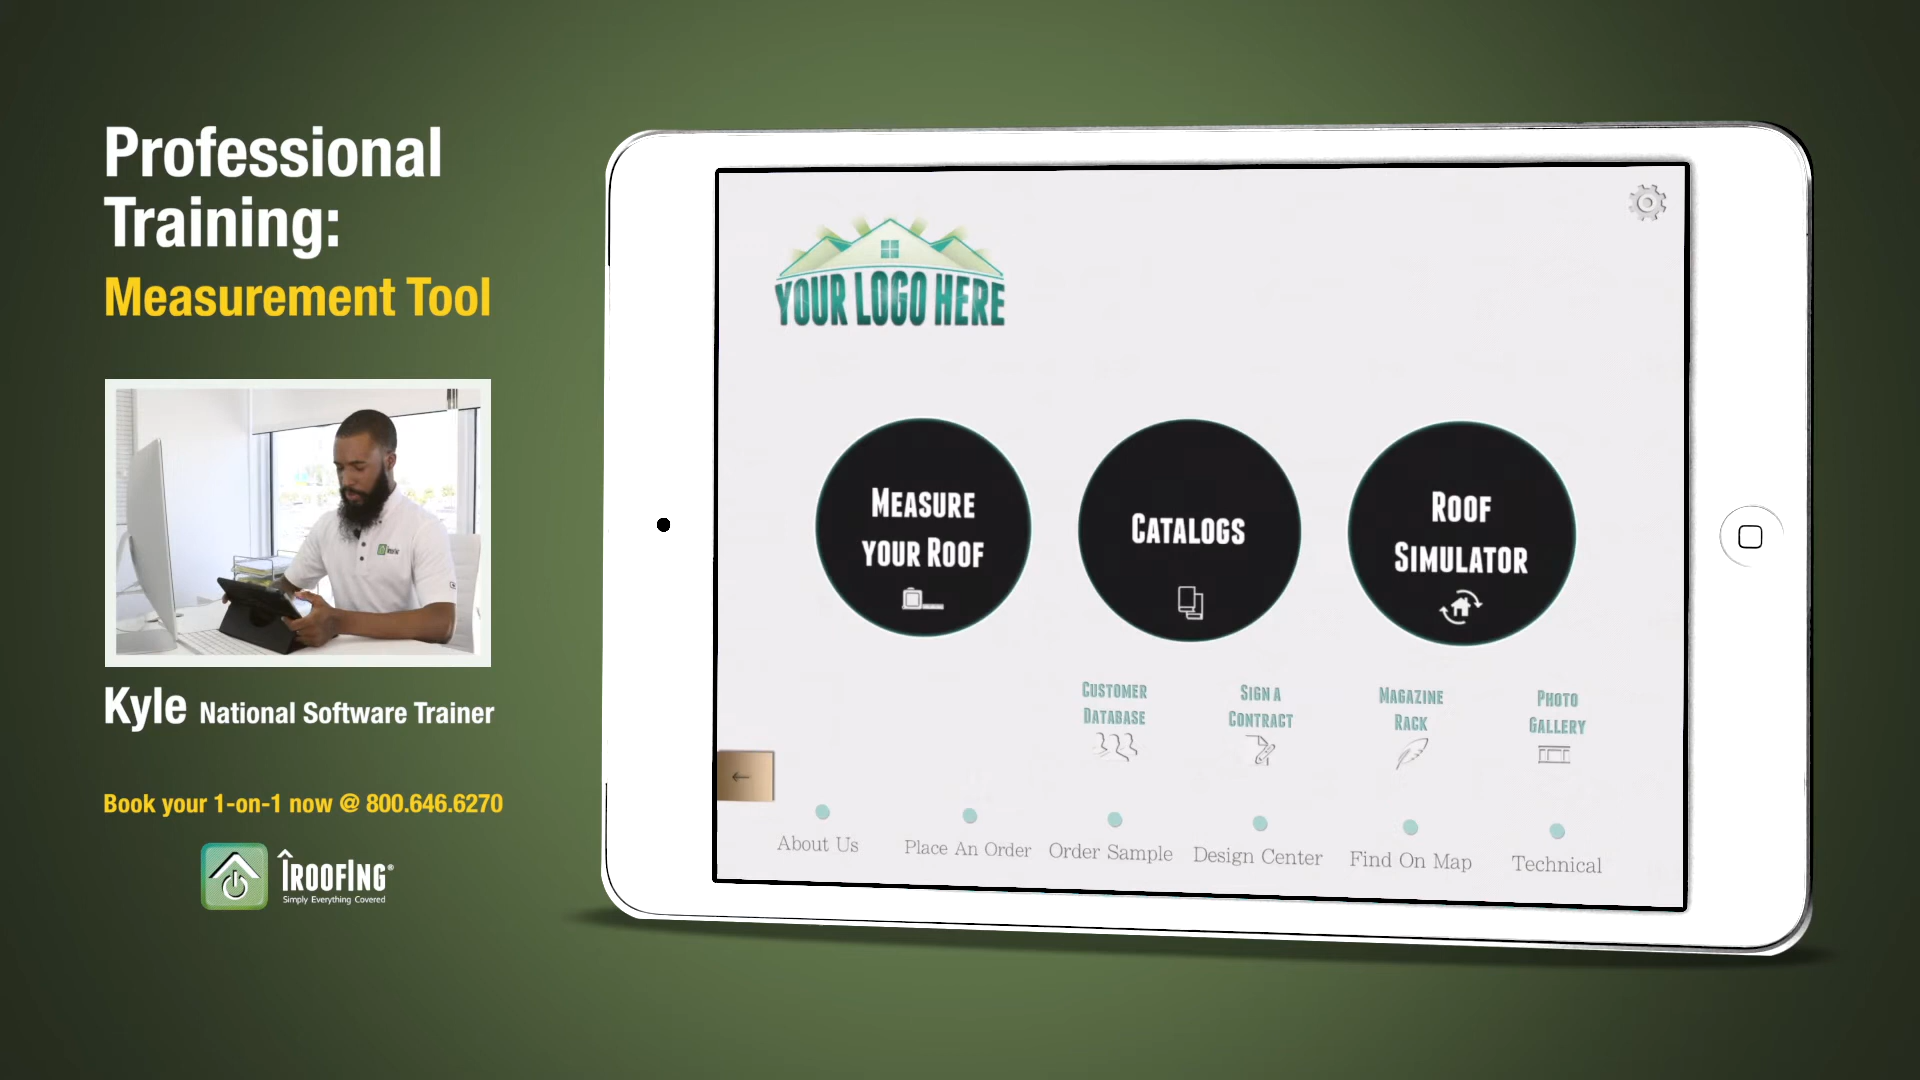 Professional
Training:
Measurement Tool
Kyle National Software Trainer
Book your 1-on-1 now @ 800.646.6270
iROOFING®
Simply Everything Covered
YOUR LOGO HERE
MEASURE
YOUR ROOF
CATALOGS
ROOF
SIMULATOR
CUSTOMER
DATABASE
SIGN A
CONTRACT
MAGAZINE
RACK
PHOTO
GALLERY
About Us
Place An Order
Order Sample
Design Center
Find On Map
Technical